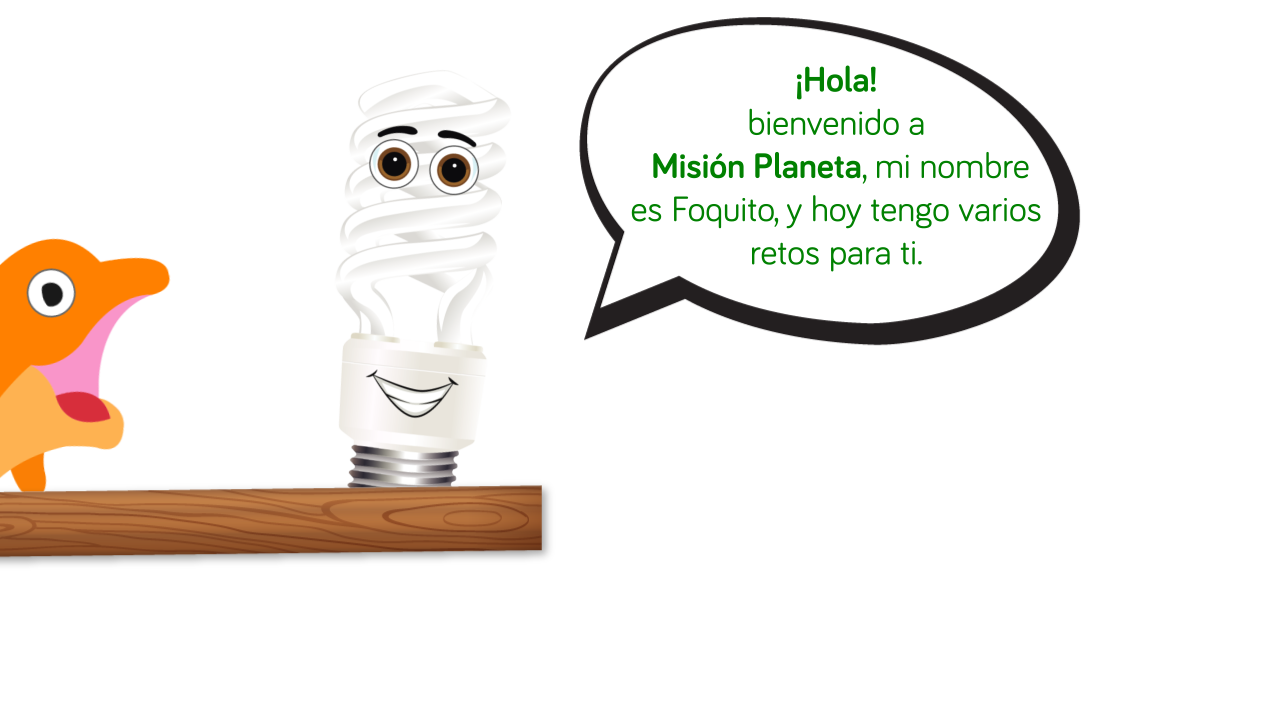 ¡Hola!
bienvenido a
Misión Planeta, mi nombre
es Foquito, y hoy tengo varios
retos para ti.